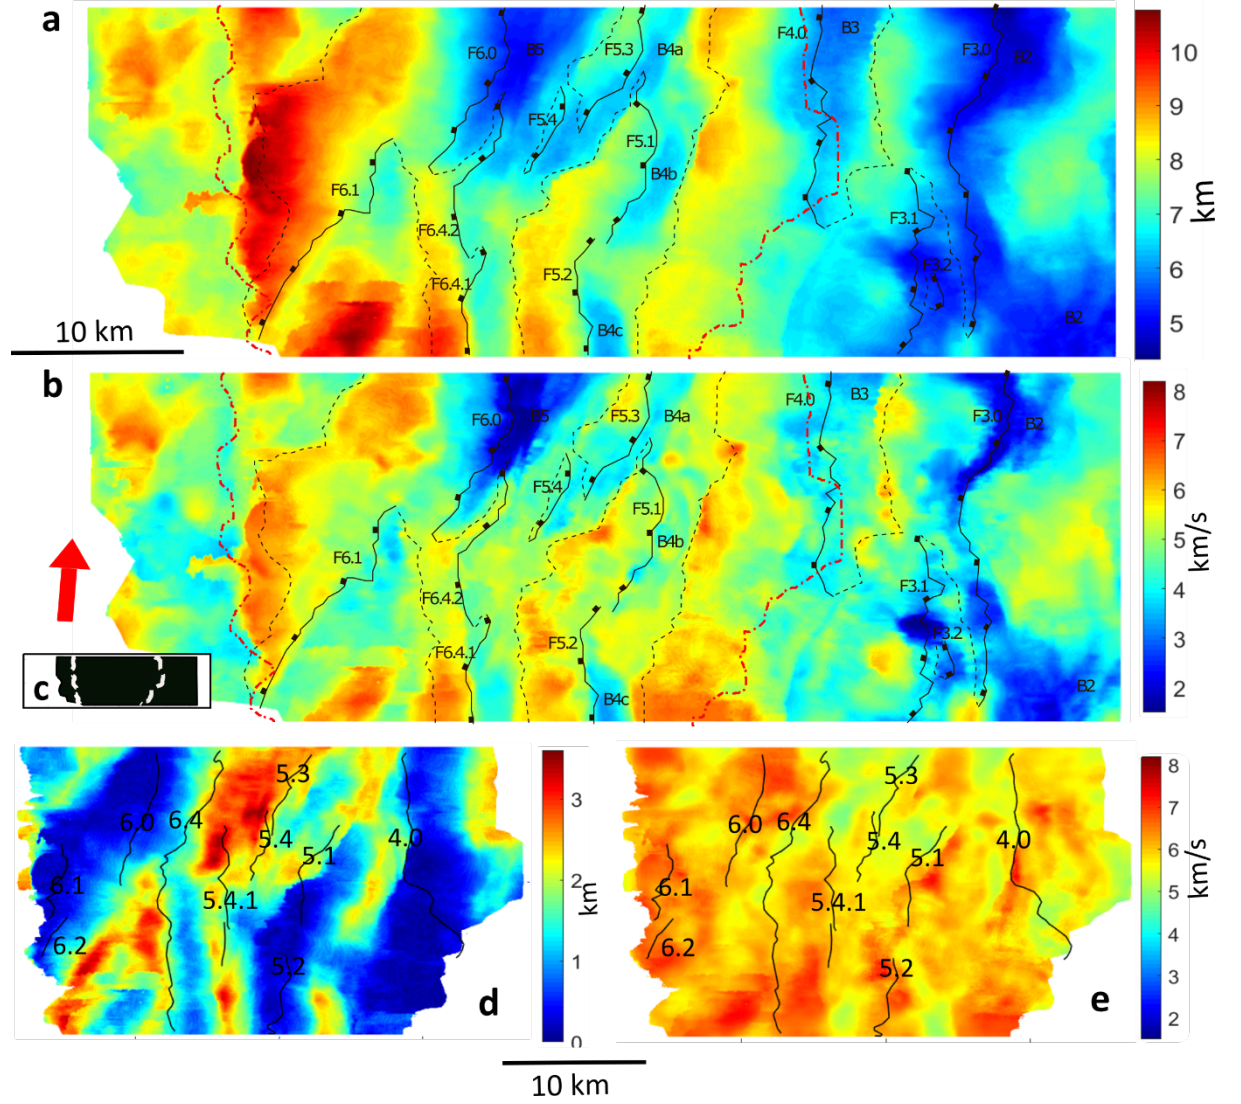 a
F6.0
B5
F5.3
B4a
F4.0
B3
F3.0
B2
F5.4
F5.1
B4b
F6.1
F6.4.2
F3.1
F3.2
F5.2
F6.4.1
B4c
B2
10 km
10
9
8
7
6
5
km
b
F6.0
B5
F5.3
B4a
F4.0
B3
F3.0
B2
F5.4
F5.1
B4b
F6.1
F6.4.2
F3.1
F3.2
F5.2
F6.4.1
B4c
B2
8
7
6
5
4
3
2
km/s
c
5.3
6.0
6.4
5.4
5.1
4.0
6.1
5.4.1
6.2
5.2
d
3
2
1
0
km
5.3
6.0
6.4
5.4
5.1
4.0
6.1
5.4.1
6.2
5.2
e
8
7
6
5
4
3
2
km/s
10 km